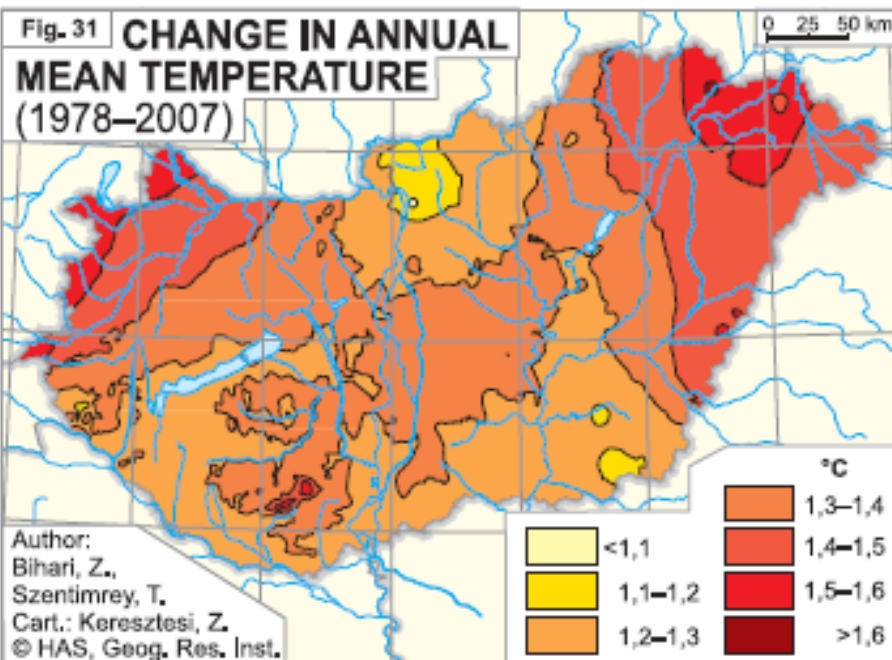 Fig. 31
CHANGE IN ANNUAL
MEAN TEMPERATURE
(1978–2007)
0 25 50 km
°C
<1,1
1,1–1,2
1,2–1,3
1,3–1,4
1,4–1,5
1,5–1,6
>1,6
Author:
Bihari, Z.,
Szentimrey, T.
Cart.: Keresztesi, Z.
© HAS, Geog. Res. Inst.